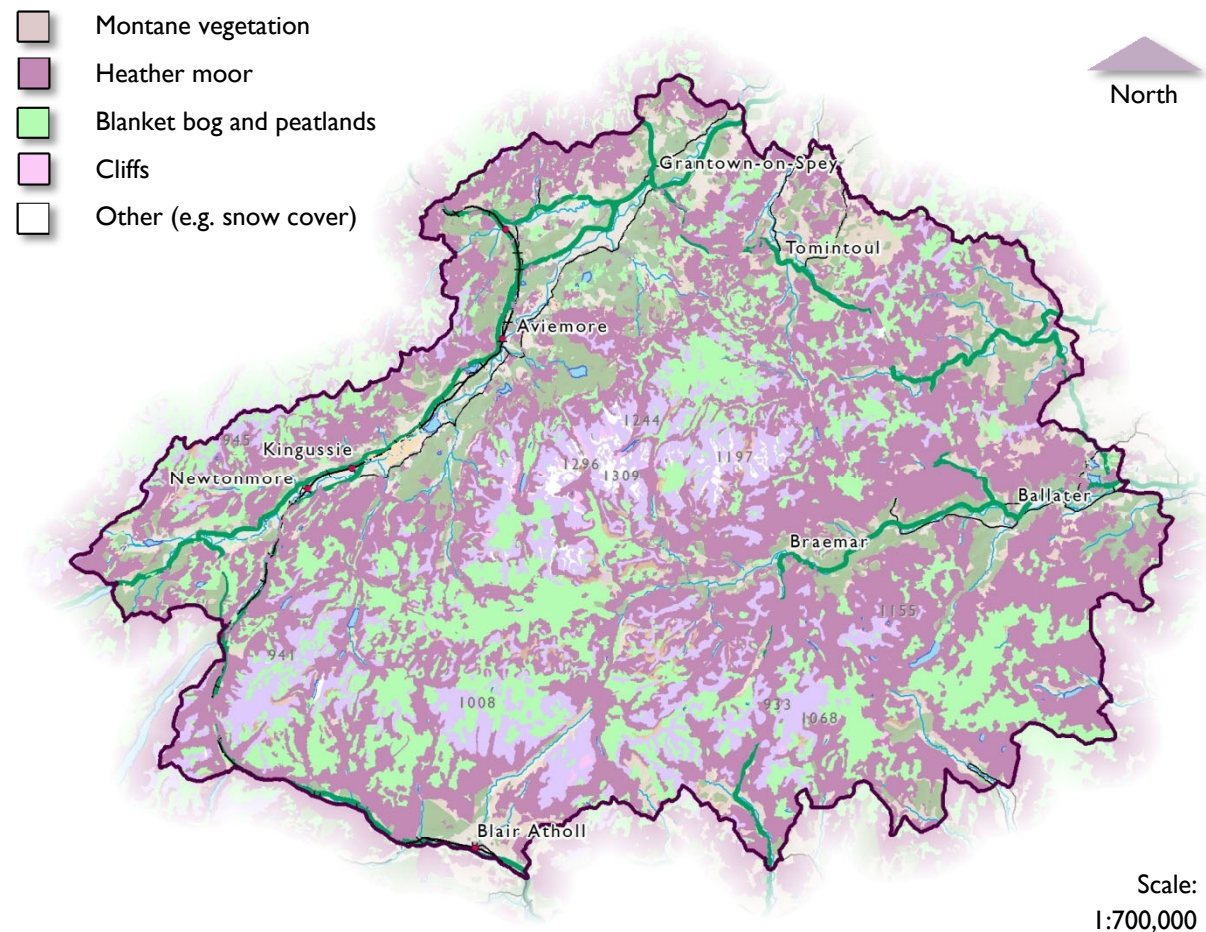 Montane vegetation
Heather moor
Blanket bog and peatlands
Cliffs
Other (e.g. snow cover)
North
Grantown-on-Spey
Tomintoul
Aviemore
1244
945
Kingussie
1296
1197
1309
Newtonmore
Ballater
Braemar
1155
941
1008
933
1068
Blair Atholl
Scale:
1:700,000